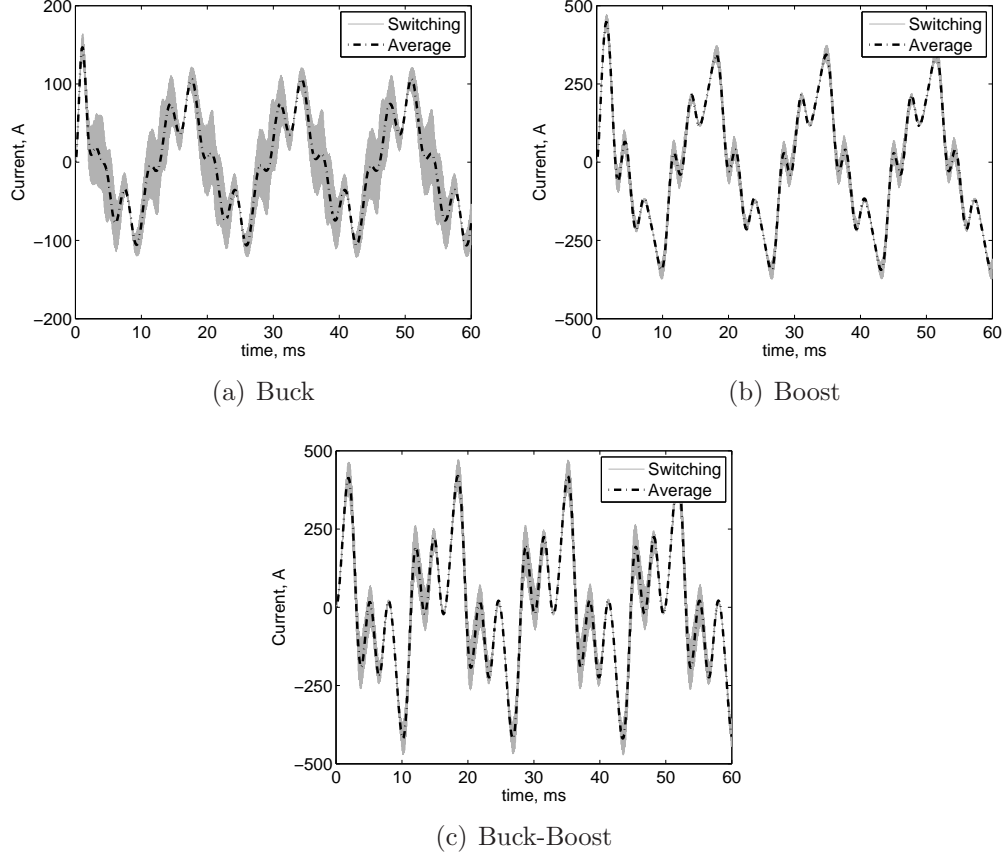 200
100
0
−100
−200
0 10 20 30 40 50 60
Current, A
time, ms
Switching
Average
(a) Buck
500
250
0
−250
−500
0 10 20 30 40 50 60
Current, A
time, ms
Switching
Average
(b) Boost
500
250
0
−250
−500
0 10 20 30 40 50 60
Current, A
time, ms
Switching
Average
(c) Buck-Boost